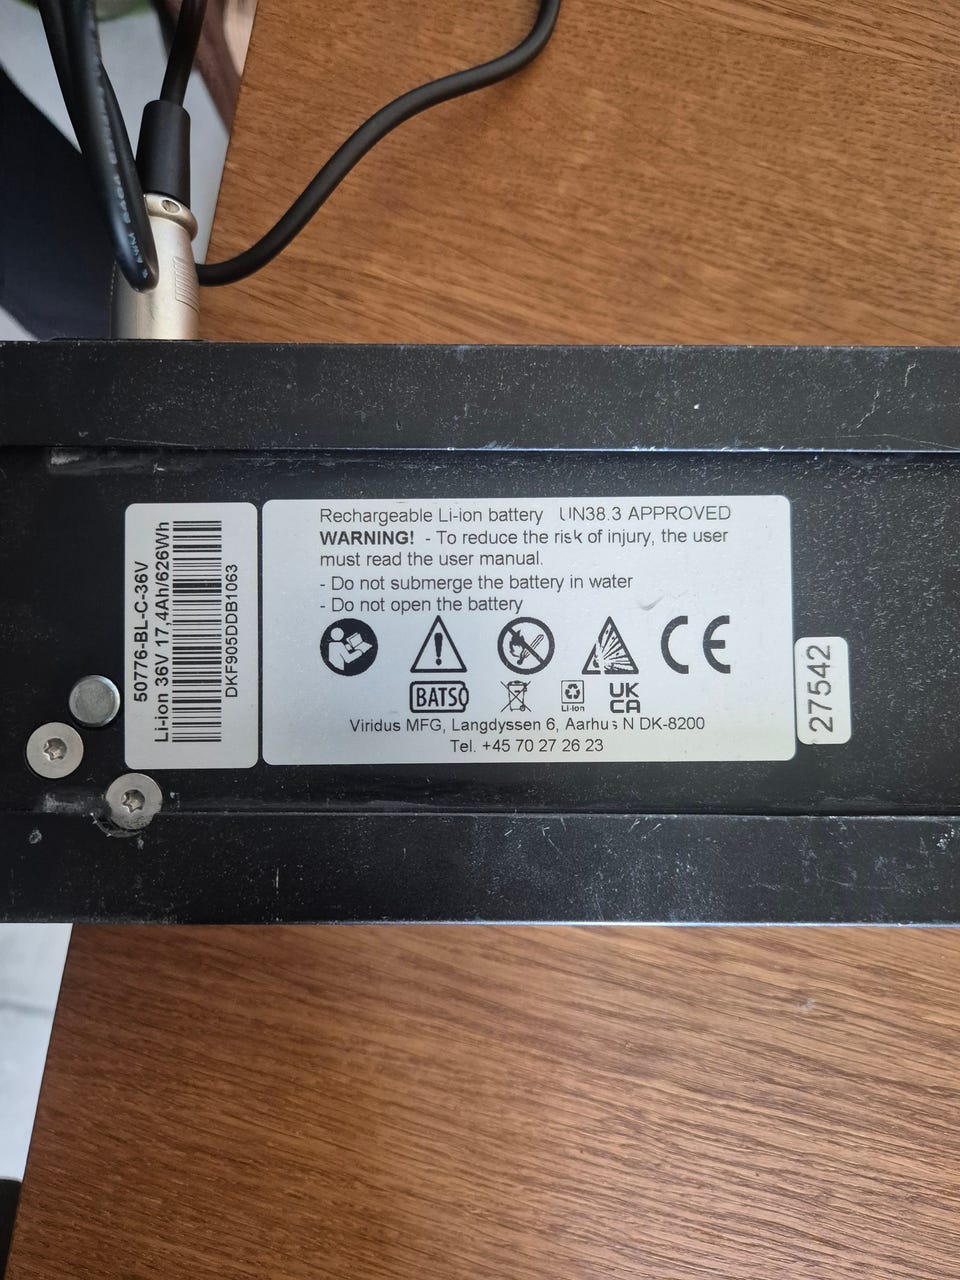 50776-BL-C-36V
Li-ion 36V 17,4Ah/626Wh
DKF905DDB1063
Rechargeable Li-ion battery UN38.3 APPROVED
WARNING! - To reduce the risk of injury, the user
must read the user manual.
- Do not submerge the battery in water
- Do not open the battery
CE
BATSO
Li-Ion
UK
CA
Viridus MFG, Langdyssen 6, Aarhus N DK-8200
Tel. +45 70 27 26 23
27542